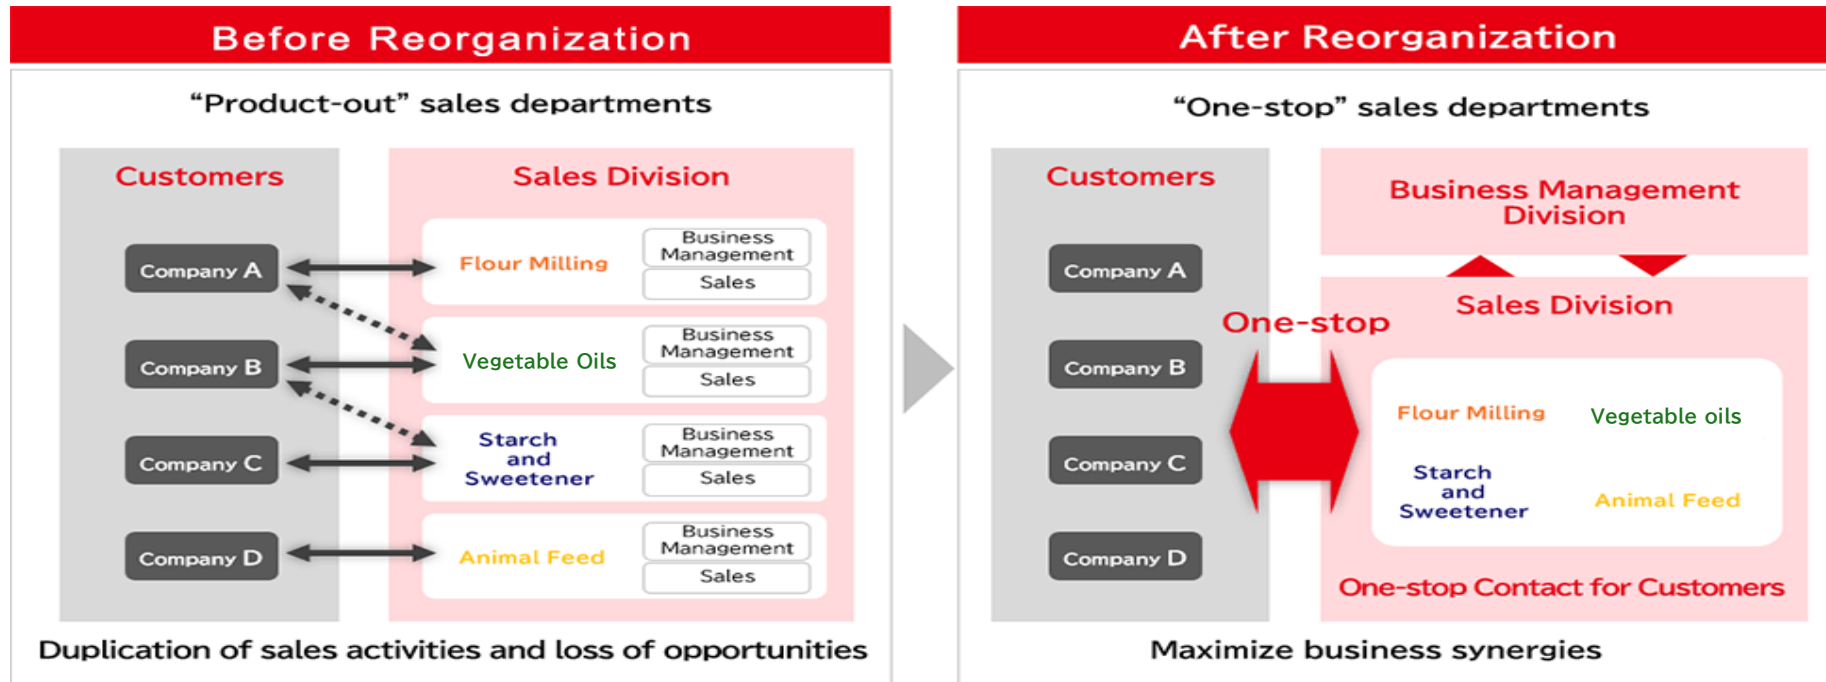 Before Reorganization
“Product-out” sales departments
Customers
Sales Division
Company A
Flour Milling
Business
Management
Sales
Company B
Vegetable Oils
Business
Management
Sales
Company C
Starch
and
Sweetener
Business
Management
Sales
Company D
Animal Feed
Business
Management
Sales
Duplication of sales activities and loss of opportunities
After Reorganization
“One-stop” sales departments
Customers
Business Management
Division
Company A
Sales Division
One-stop
Company B
Flour Milling
Vegetable oils
Company C
Starch
and
Sweetener
Animal Feed
Company D
One-stop Contact for Customers
Maximize business synergies